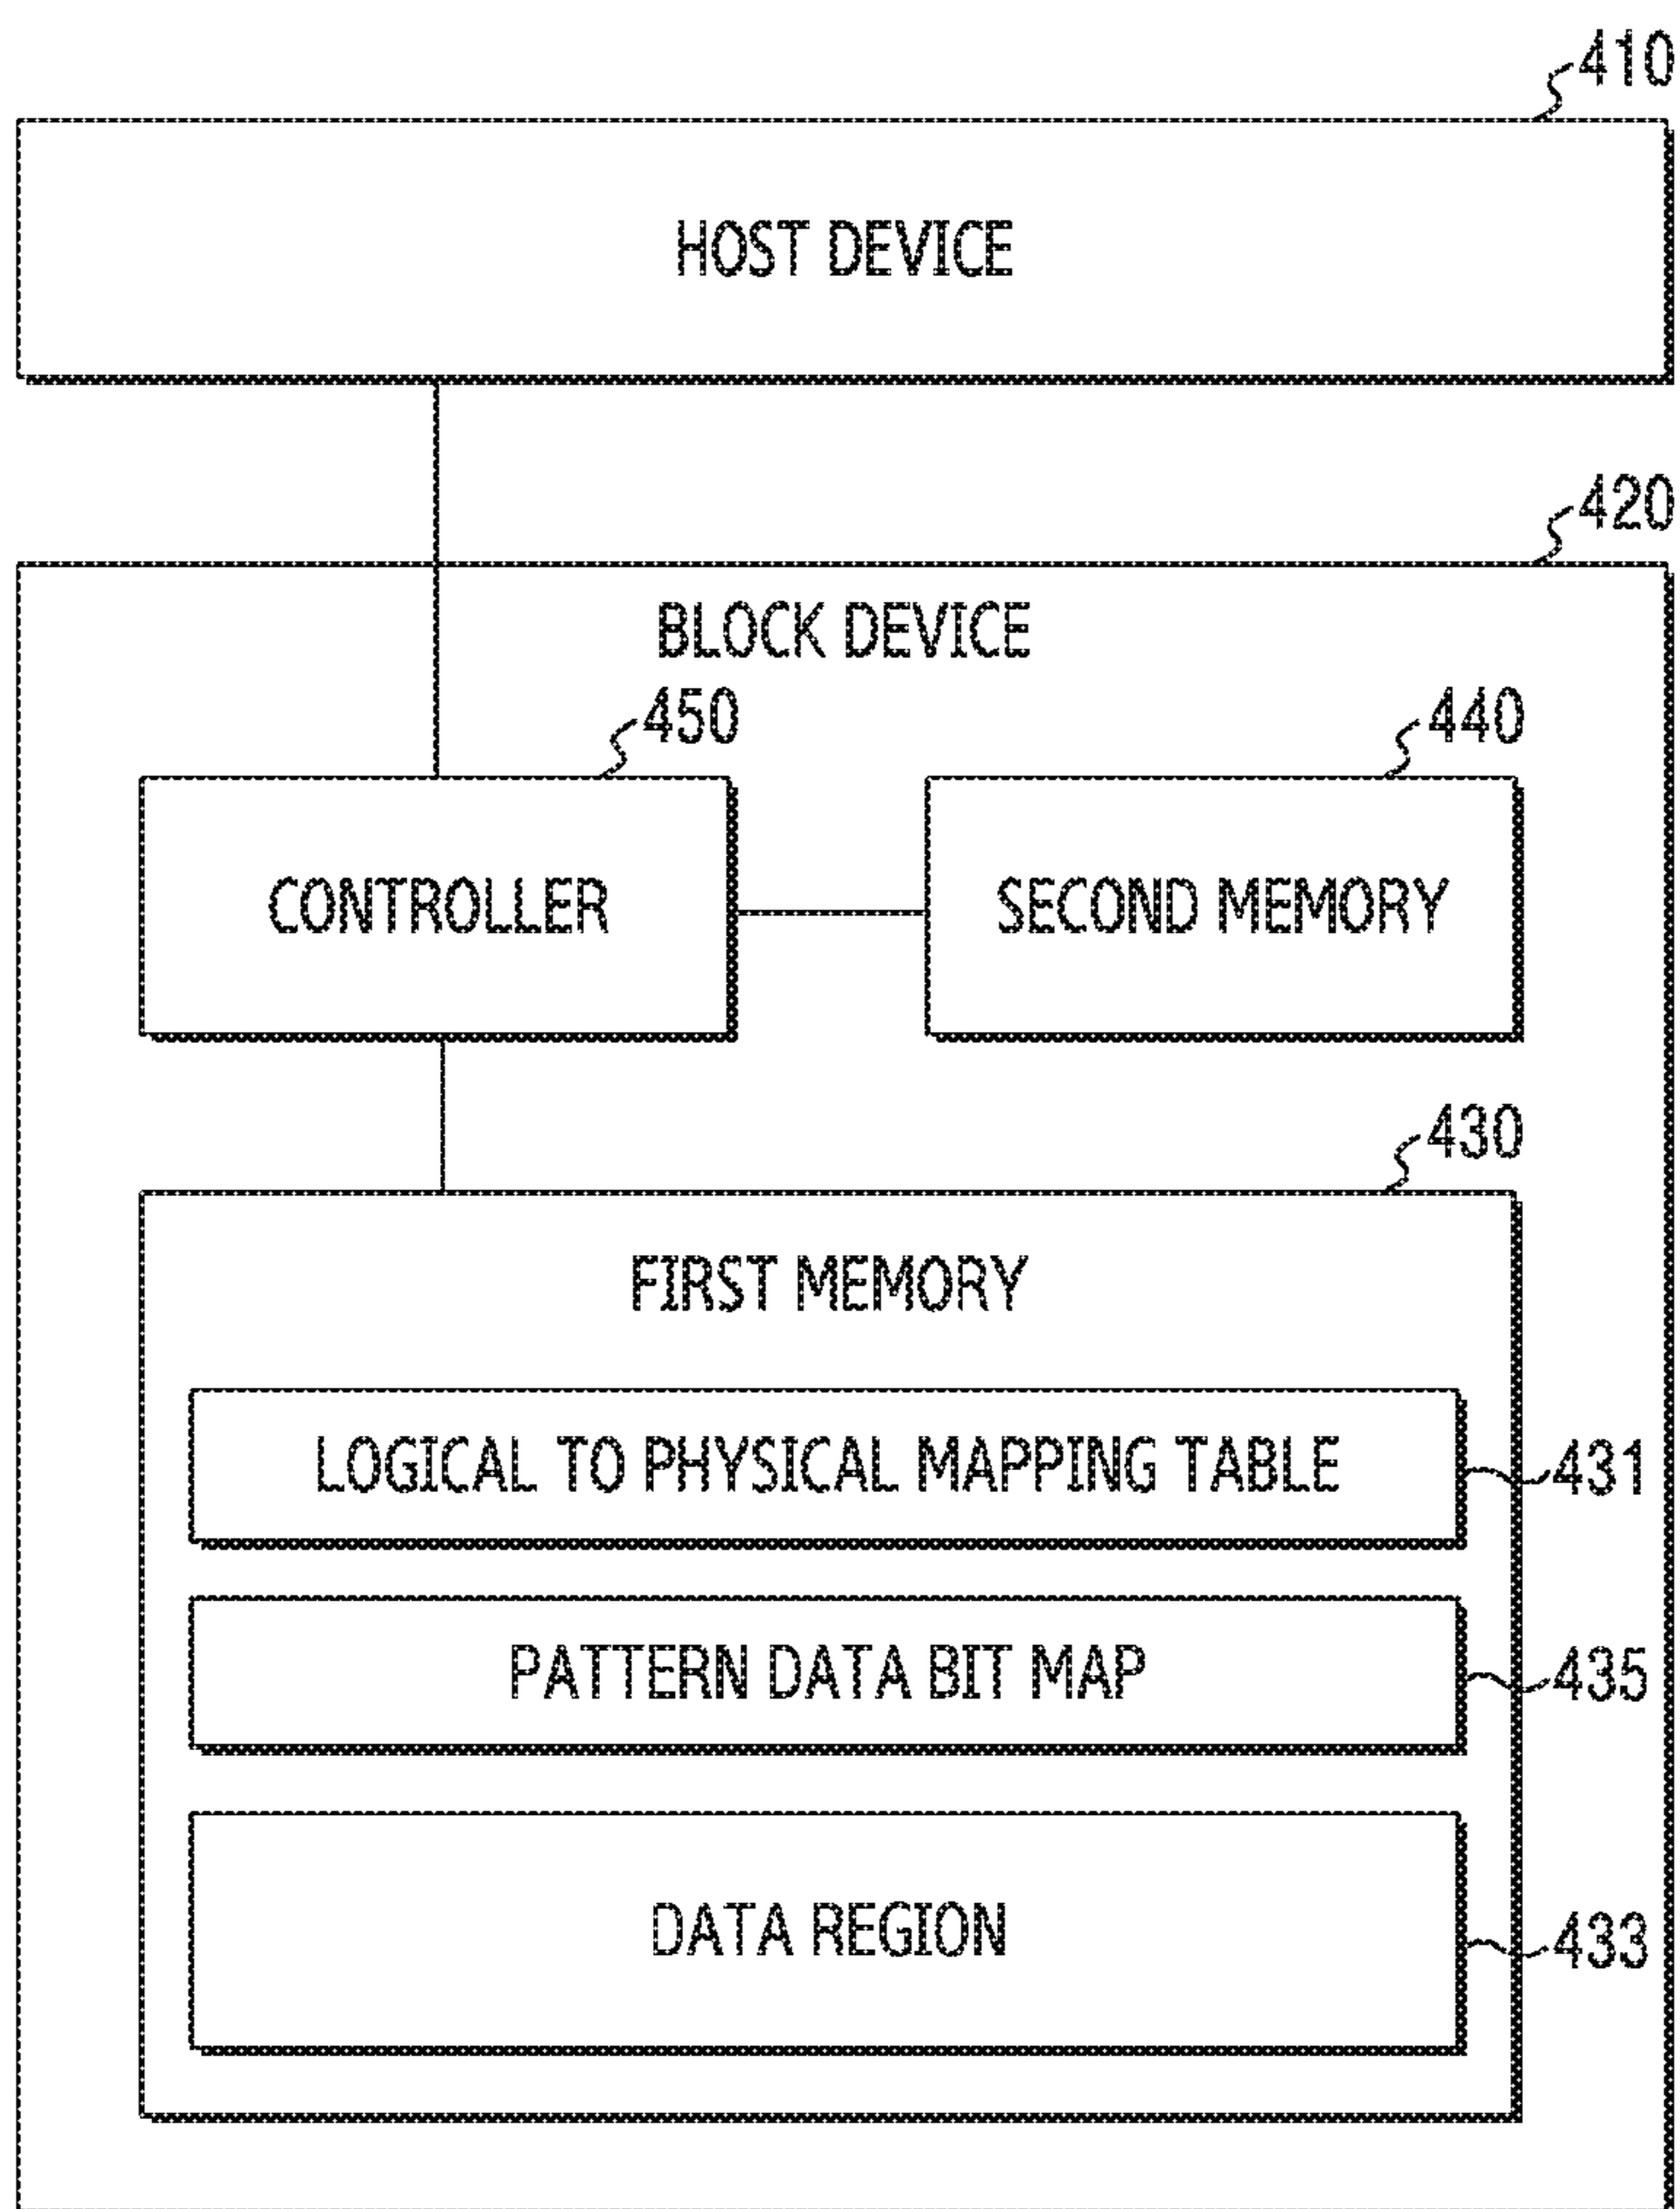 410
HOST DEVICE
420
BLOCK DEVICE
450
440
CONTROLLER
SECOND MEMORY
430
FIRST MEMORY
LOGICAL TO PHYSICAL MAPPING TABLE
431
PATTERN DATA BIT MAP
435
DATA REGION
433